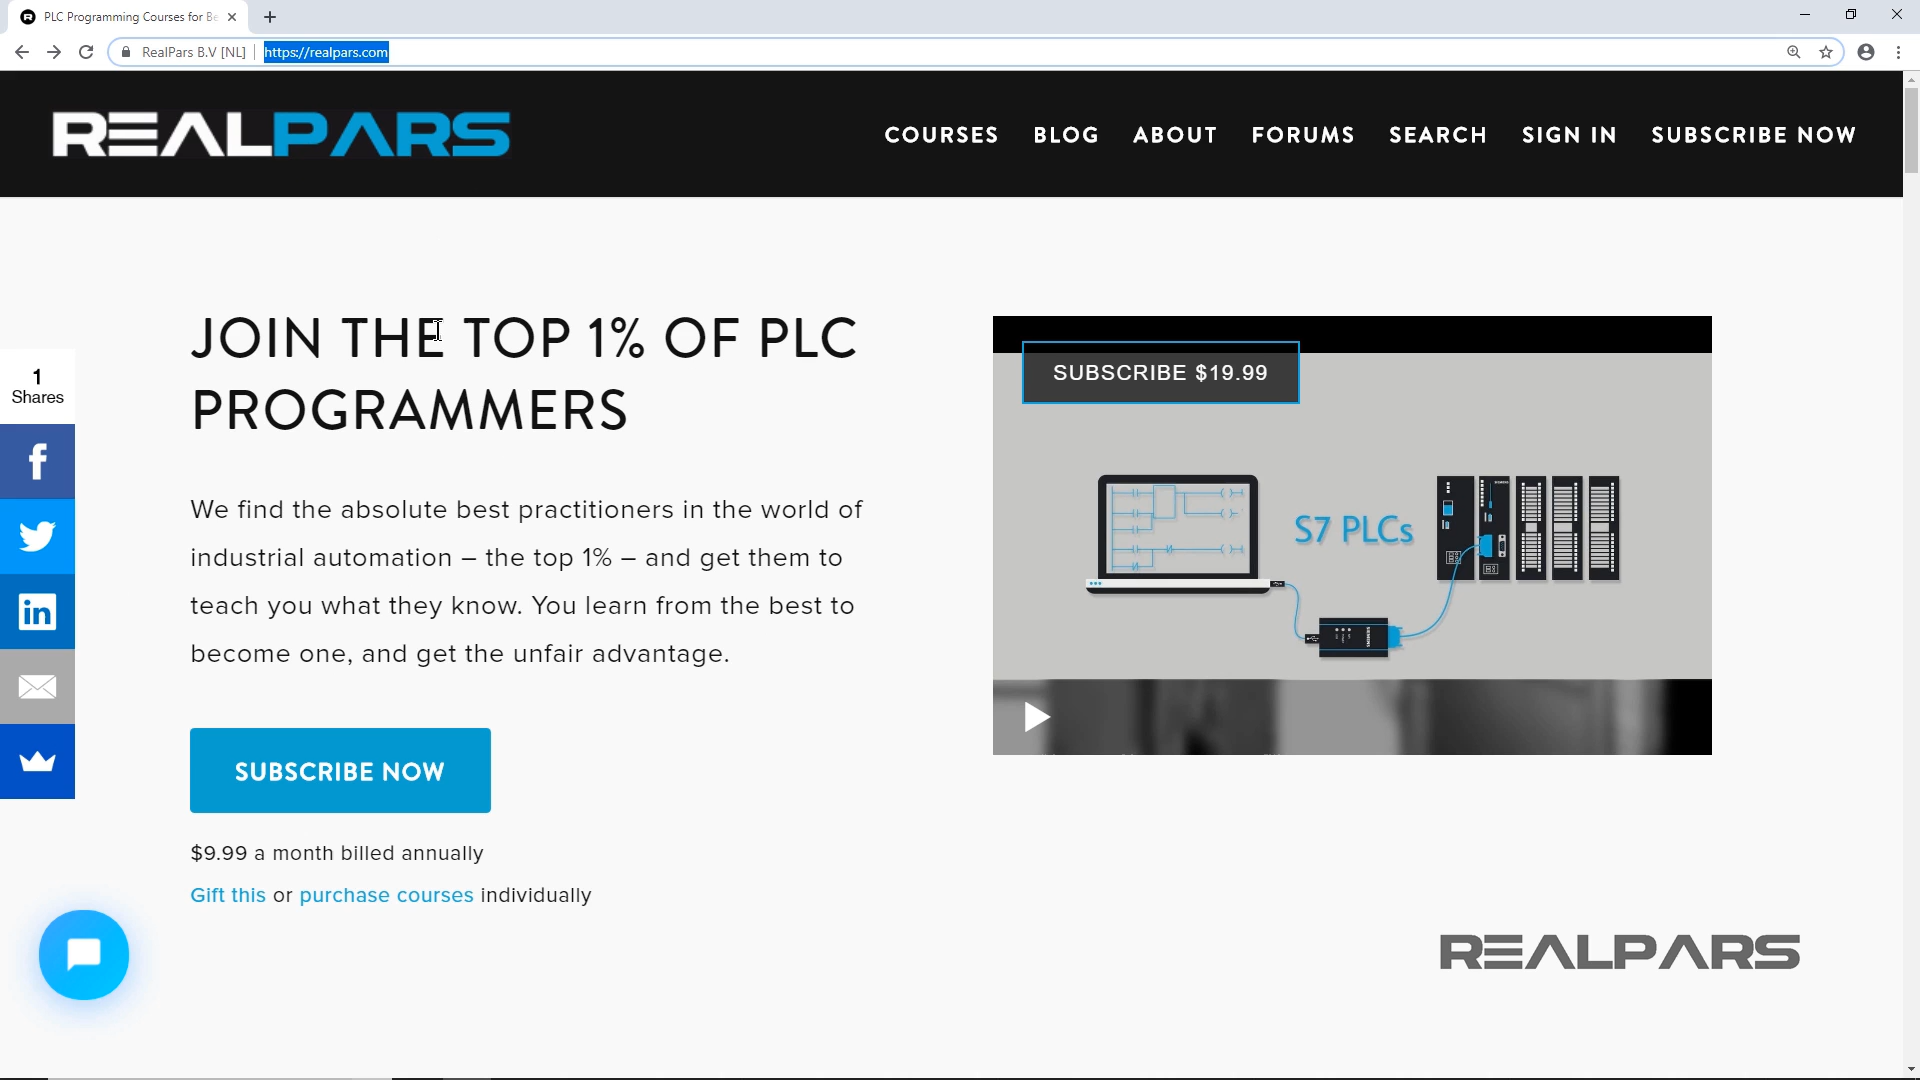 PLC Programming Courses for Be
RealPars B.V [NL] | https://realpars.com
REALPARS
COURSES BLOG ABOUT FORUMS SEARCH SIGN IN SUBSCRIBE NOW
JOIN THE TOP 1% OF PLC
PROGRAMMERS
We find the absolute best practitioners in the world of
industrial automation – the top 1% – and get them to
teach you what they know. You learn from the best to
become one, and get the unfair advantage.
SUBSCRIBE NOW
$9.99 a month billed annually
Gift this or purchase courses individually
1
Shares
f
in
SUBSCRIBE $19.99
S7 PLCs
REALPARS